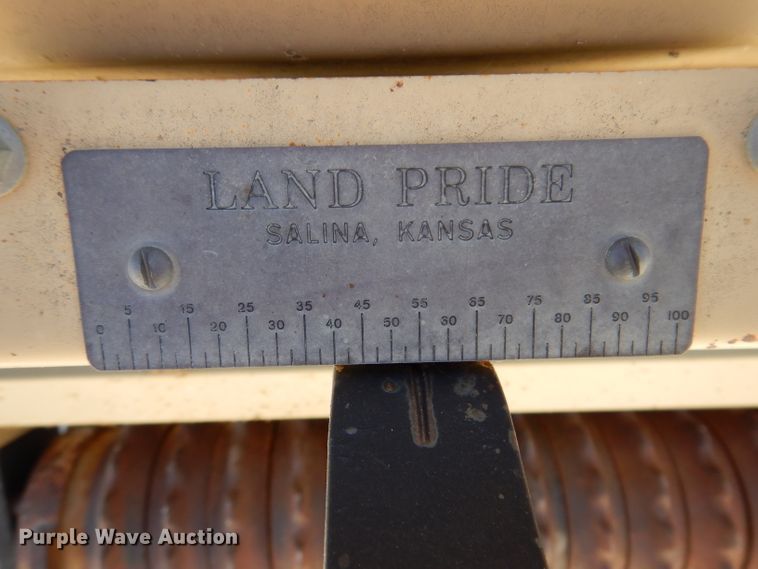 LAND PRIDE
SALINA, KANSAS
5 15 25 35 45 55 65 75 85 95
0 10 20 30 40 50 60 70 80 90 100
Purple Wave Auction